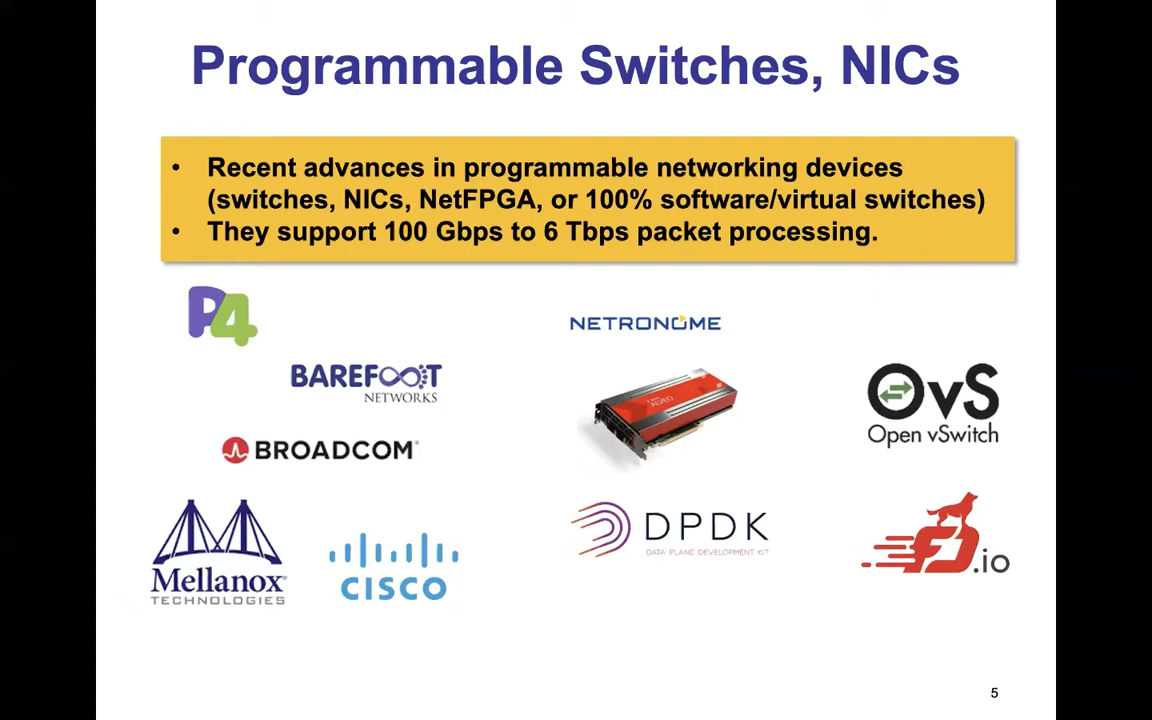 Programmable Switches, NICs
• Recent advances in programmable networking devices
(switches, NICs, NetFPGA, or 100% software/virtual switches)
• They support 100 Gbps to 6 Tbps packet processing.
P4
NETRONOME
BAREFOOT
NETWORKS
ALVEO
OvS
Open vSwitch
BROADCOM®
Mellanox®
TECHNOLOGIES
CISCO
DPDK
DATA PLANE DEVELOPMENT KIT
FD.io
5